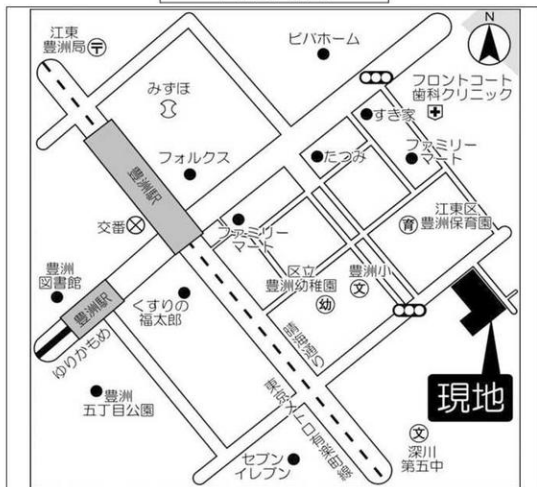 江東
豊洲局
〒
ビバホーム
N
みずほ
フロントコート
歯科クリニック
すき家
フォルクス
たつみ
ファミリー
マート
豊洲駅
交番
ファミリー
マート
江東区
豊洲保育園
育
豊洲
図書館
豊洲駅
くすりの
福太郎
区立
豊洲幼稚園
幼
豊洲小
文
ゆりかもめ
晴海通り
東京メトロ有楽町線
現地
豊洲
五丁目公園
セブン
イレブン
文
深川
第五中